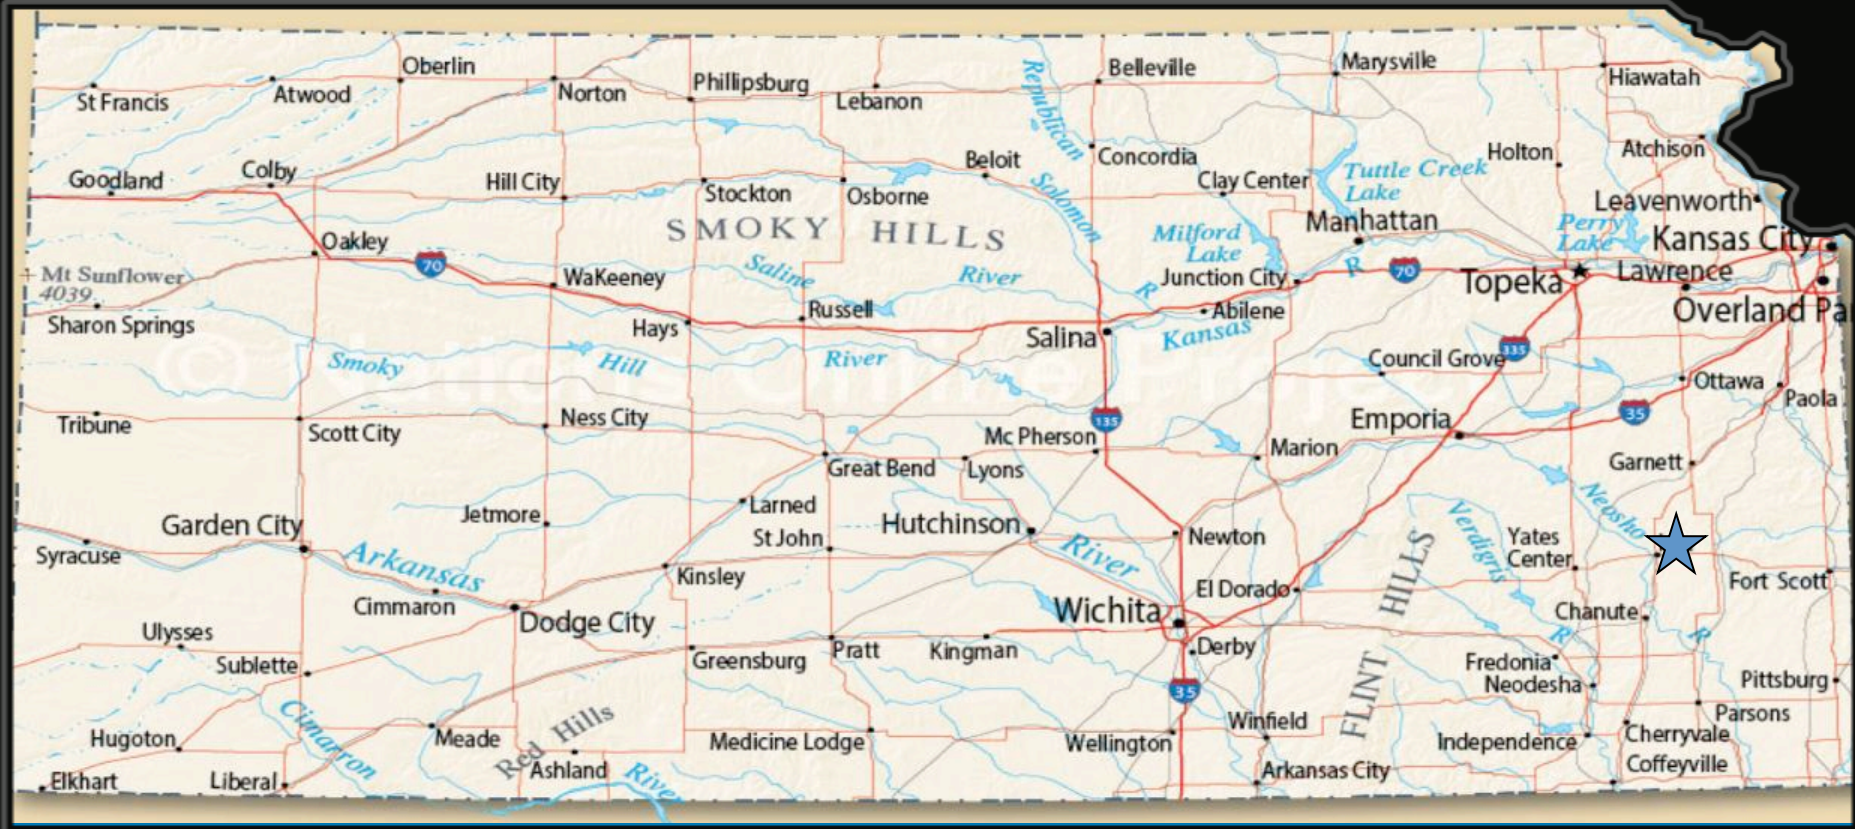 Oberlin
Belleville
Marysville
Hiawatah
St Francis
Atwood
Norton
Phillipsburg
Lebanon
Republican
Atchison
Holton
Concordia
Beloit
Goodland
Colby
Hill City
Stockton
Osborne
Clay Center
Tuttle Creek
Lake
Solomon
Leavenworth
SMOKY HILLS
Manhattan
Perry
Lake
Kansas City
Milford
Lake
Oakley
70
Mt Sunflower
4039
WaKeeney
Saline
River
Junction City
R
70
Topeka
Lawrence
R
Overland Pa
Sharon Springs
Hays
Russell
Salina
Abilene
Kansas
335
Council Grove
© Nations Online Project
Smoky
Hill
River
Ottawa
Paola
Tribune
Scott City
Ness City
135
Mc Pherson
Emporia
35
Marion
Great Bend
Lyons
Garnett
Larned
Neosho
Garden City
Jetmore
St John
Hutchinson
River
Newton
Verdigris
Yates
Center
Syracuse
Arkansas
Kinsley
Cimmaron
El Dorado
Fort Scott
FLINT HILLS
Dodge City
Wichita
Chanute
Ulysses
R
R
Sublette
Greensburg
Pratt
Kingman
Derby
Fredonia
Neodesha
Pittsburg
35
Cimarron
Red Hills
Parsons
Winfield
Hugoton
Meade
Medicine Lodge
Wellington
Independence
Cherryvale
Elkhart
Liberal
Ashland
River
Arkansas City
Coffeyville